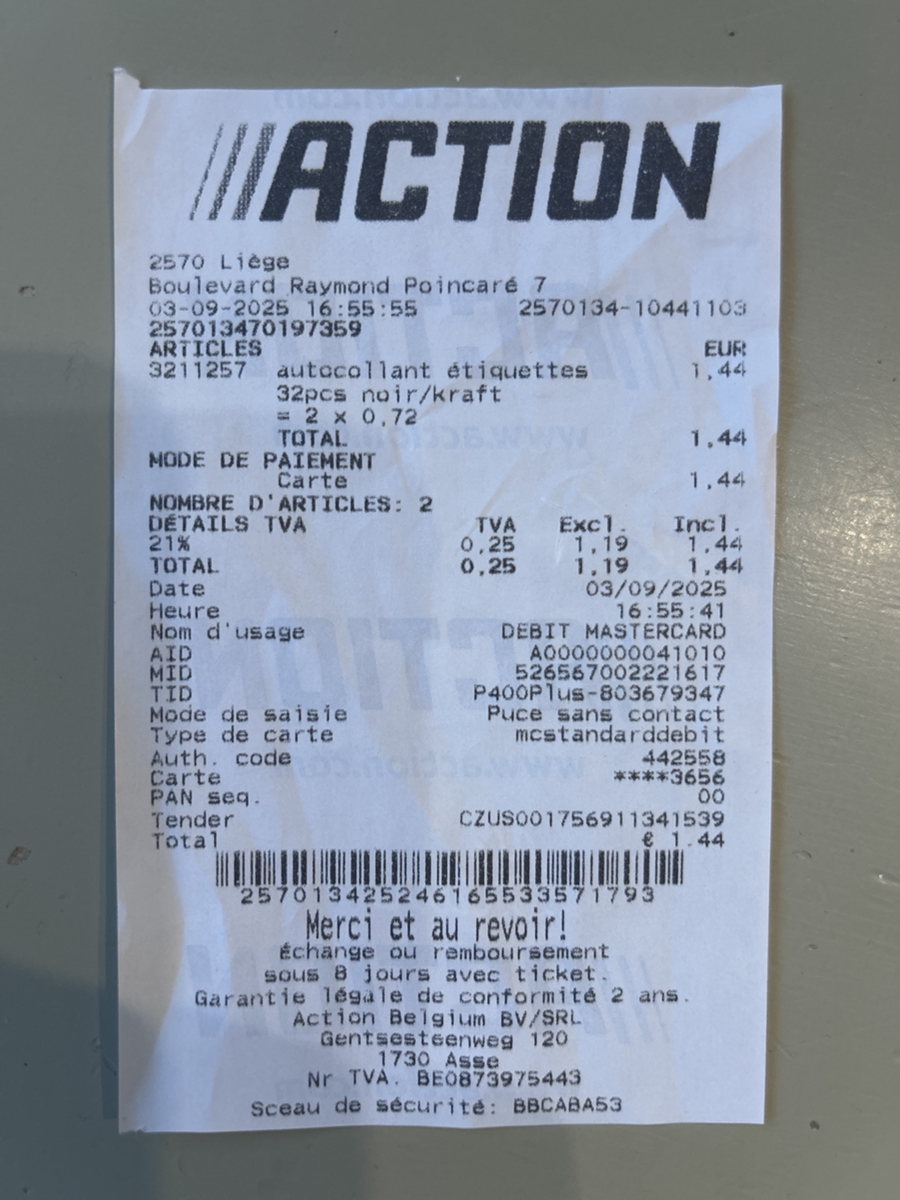 ACTION
2570 Liège
Boulevard Raymond Poincaré 7
03-09-2025 16:55:55 2570134-10441103
257013470197359
ARTICLES EUR
3211257 autocollant étiquettes 1,44
32pcs noir/kraft
= 2 x 0,72
TOTAL 1,44
MODE DE PAIEMENT
Carte 1,44
NOMBRE D'ARTICLES: 2
DÉTAILS TVA TVA Excl. Incl.
21% 0,25 1,19 1,44
TOTAL 0,25 1,19 1,44
Date 03/09/2025
Heure 16:55:41
Nom d'usage DEBIT MASTERCARD
AID A0000000041010
MID 526567002221617
TID P400Plus-803679347
Mode de saisie Puce sans contact
Type de carte mcstandarddebit
Auth. code 442558
Carte ****3656
PAN seq. 00
Tender CZUS001756911341539
Total € 1.44
257013425246165533571793
Merci et au revoir!
Échange ou remboursement
sous 8 jours avec ticket.
Garantie légale de conformité 2 ans.
Action Belgium BV/SRL
Gentsesteenweg 120
1730 Asse
Nr TVA. BE0873975443
Sceau de sécurité: BBCABA53